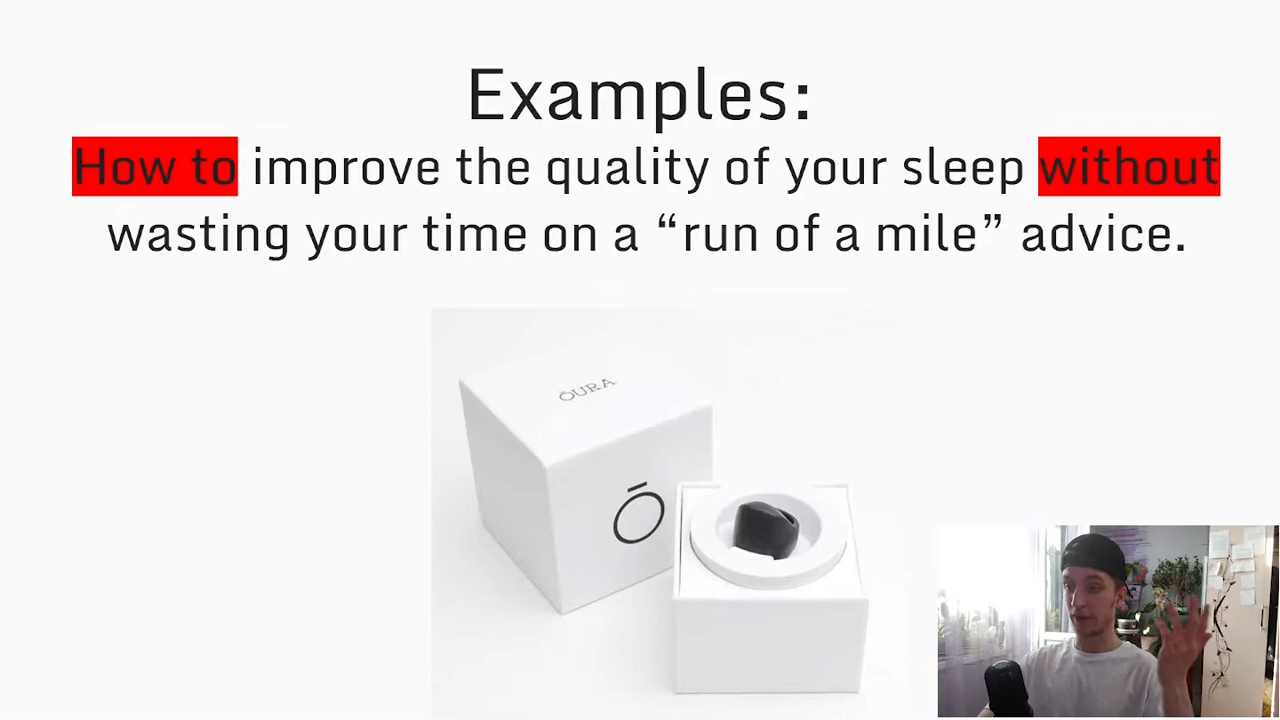 Examples:
How to improve the quality of your sleep without
wasting your time on a “run of a mile” advice.
ŌURA